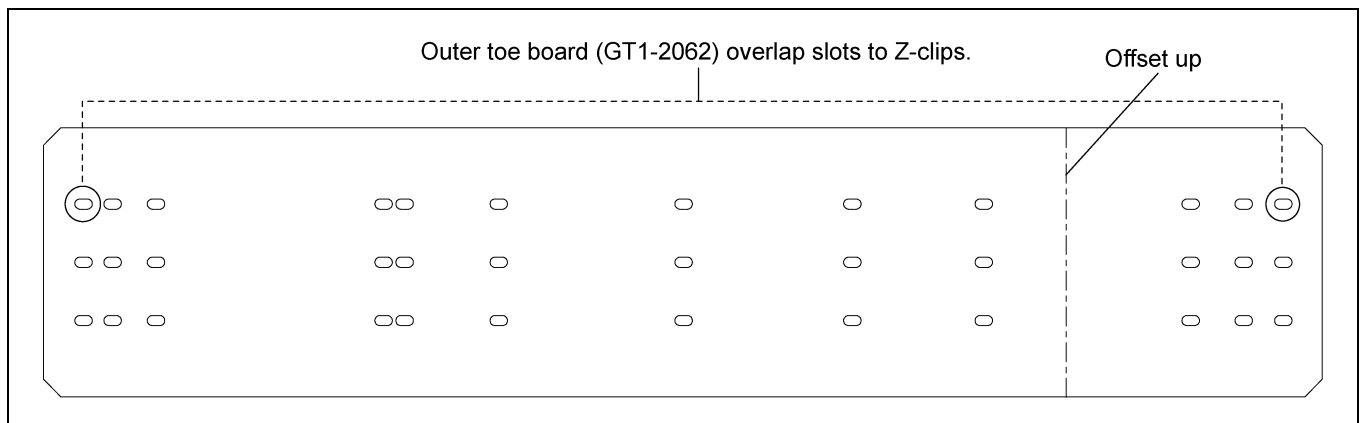 Outer toe board (GT1-2062) overlap slots to Z-clips.
Offset up